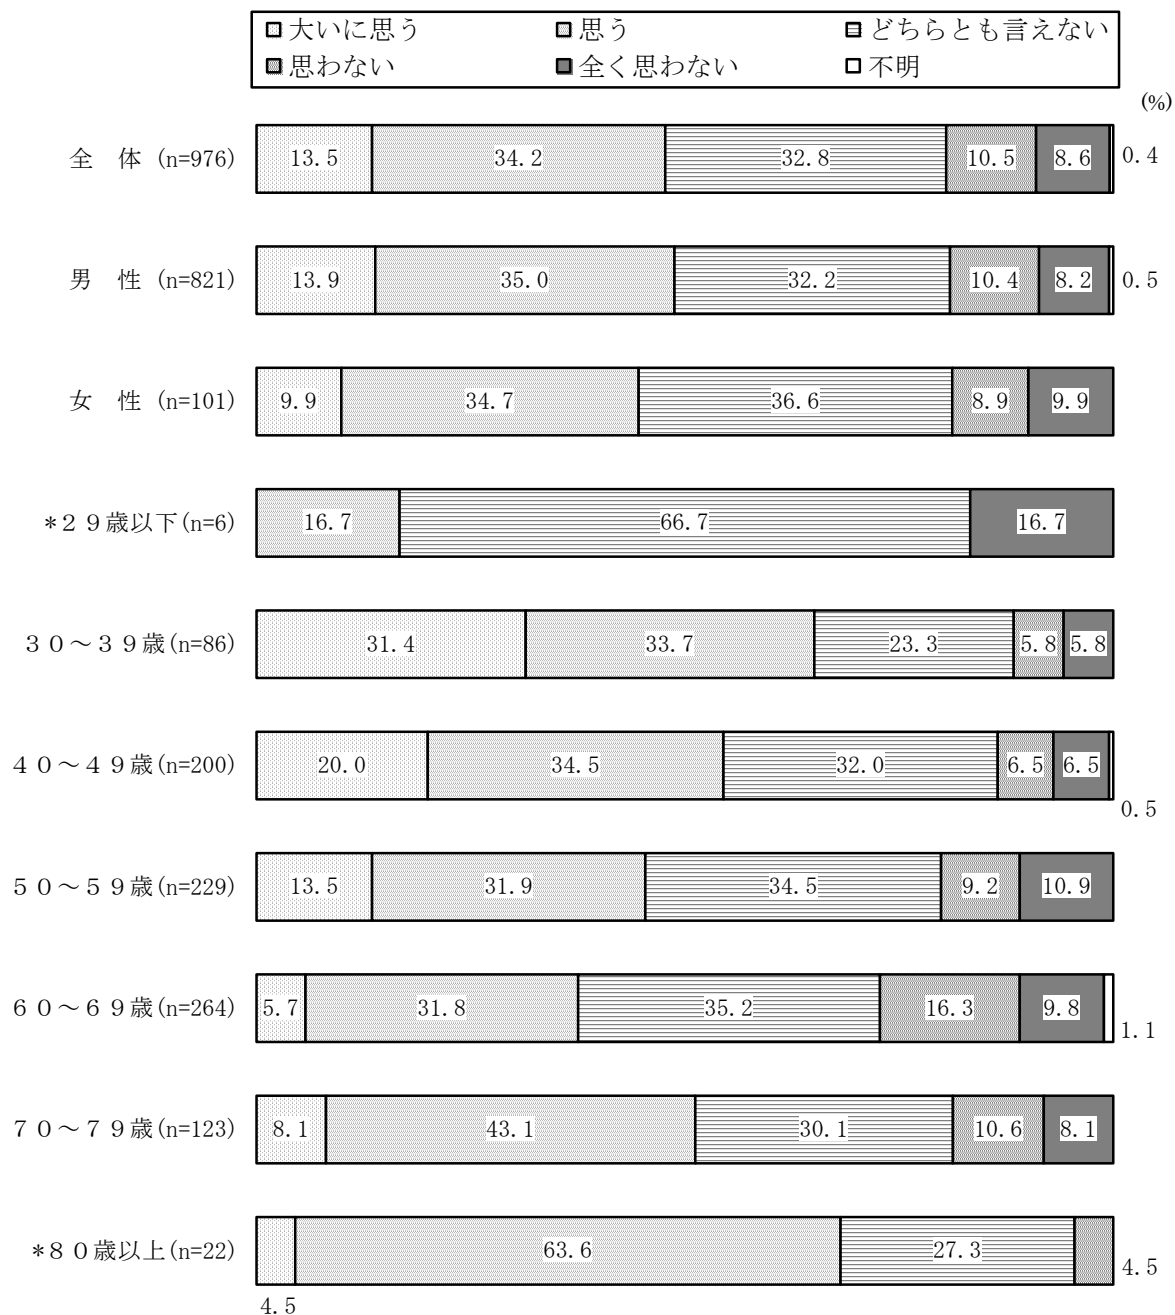 大いに思う 思う どちらとも言えない
思わない 全く思わない 不明
(%)
全 体 (n=976) 13.5 34.2 32.8 10.5 8.6 0.4
男 性 (n=821) 13.9 35.0 32.2 10.4 8.2 0.5
女 性 (n=101) 9.9 34.7 36.6 8.9 9.9
*２９歳以下(n=6) 16.7 66.7 16.7
３０～３９歳(n=86) 31.4 33.7 23.3 5.8 5.8
４０～４９歳(n=200) 20.0 34.5 32.0 6.5 6.5 0.5
５０～５９歳(n=229) 13.5 31.9 34.5 9.2 10.9
６０～６９歳(n=264) 5.7 31.8 35.2 16.3 9.8 1.1
７０～７９歳(n=123) 8.1 43.1 30.1 10.6 8.1
*８０歳以上(n=22) 63.6 27.3 4.5
4.5